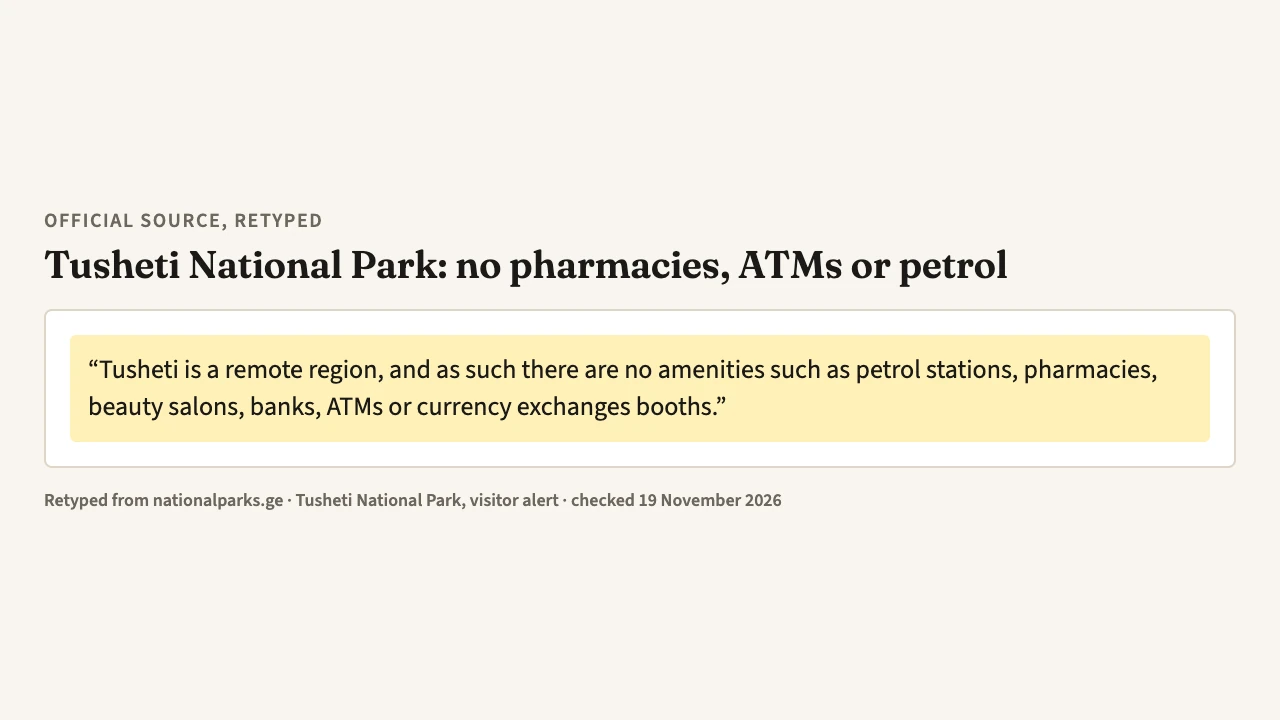 OFFICIAL SOURCE, RETYPED
Tusheti National Park: no pharmacies, ATMs or petrol
“Tusheti is a remote region, and as such there are no amenities such as petrol stations, pharmacies,
beauty salons, banks, ATMs or currency exchanges booths.”
Retyped from nationalparks.ge · Tusheti National Park, visitor alert · checked 19 November 2026